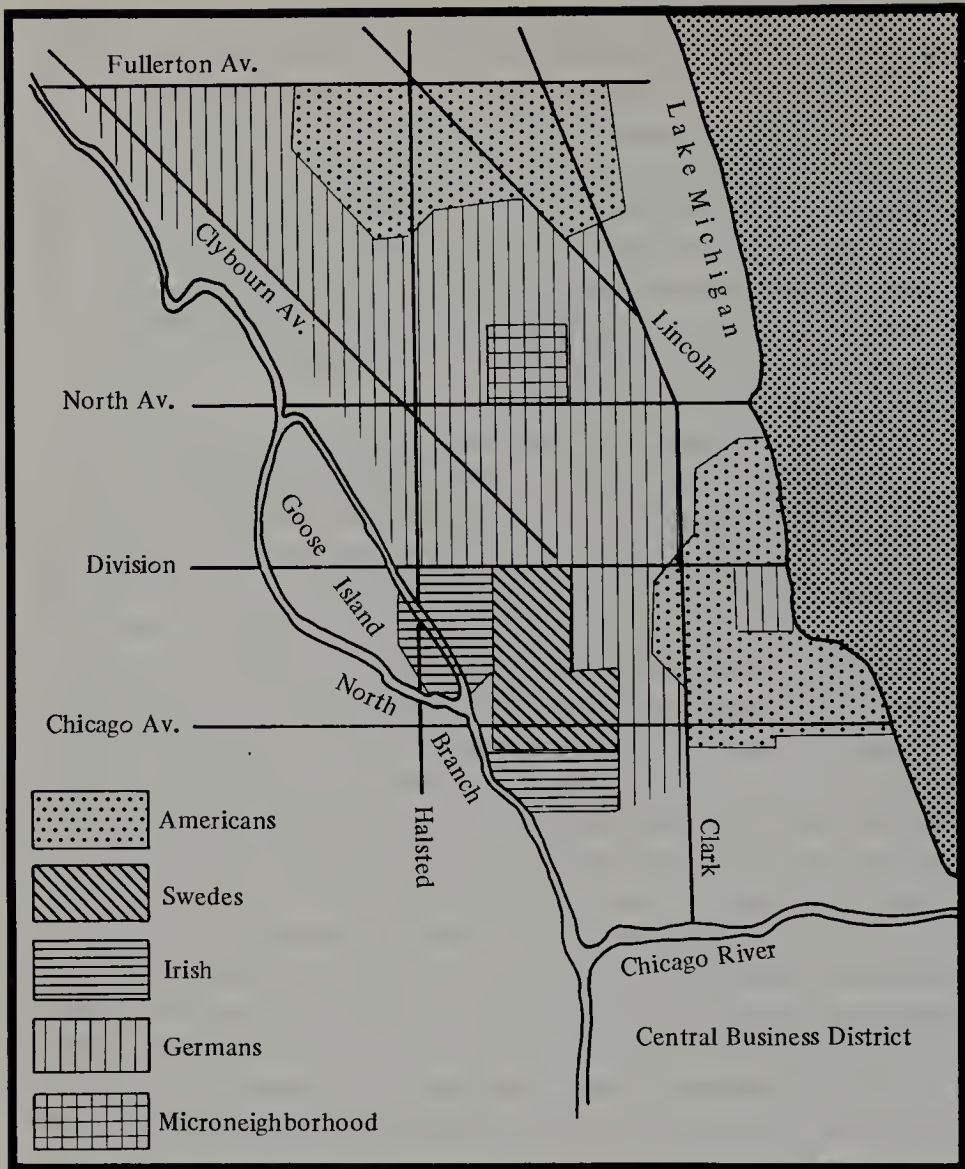 Fullerton Av.
Lake Michigan
Clybourn Av.
Lincoln
North Av.
Goose
Island
Division
North
Branch
Chicago Av.
Halsted
Clark
Americans
Swedes
Irish
Germans
Microneighborhood
Chicago River
Central Business District